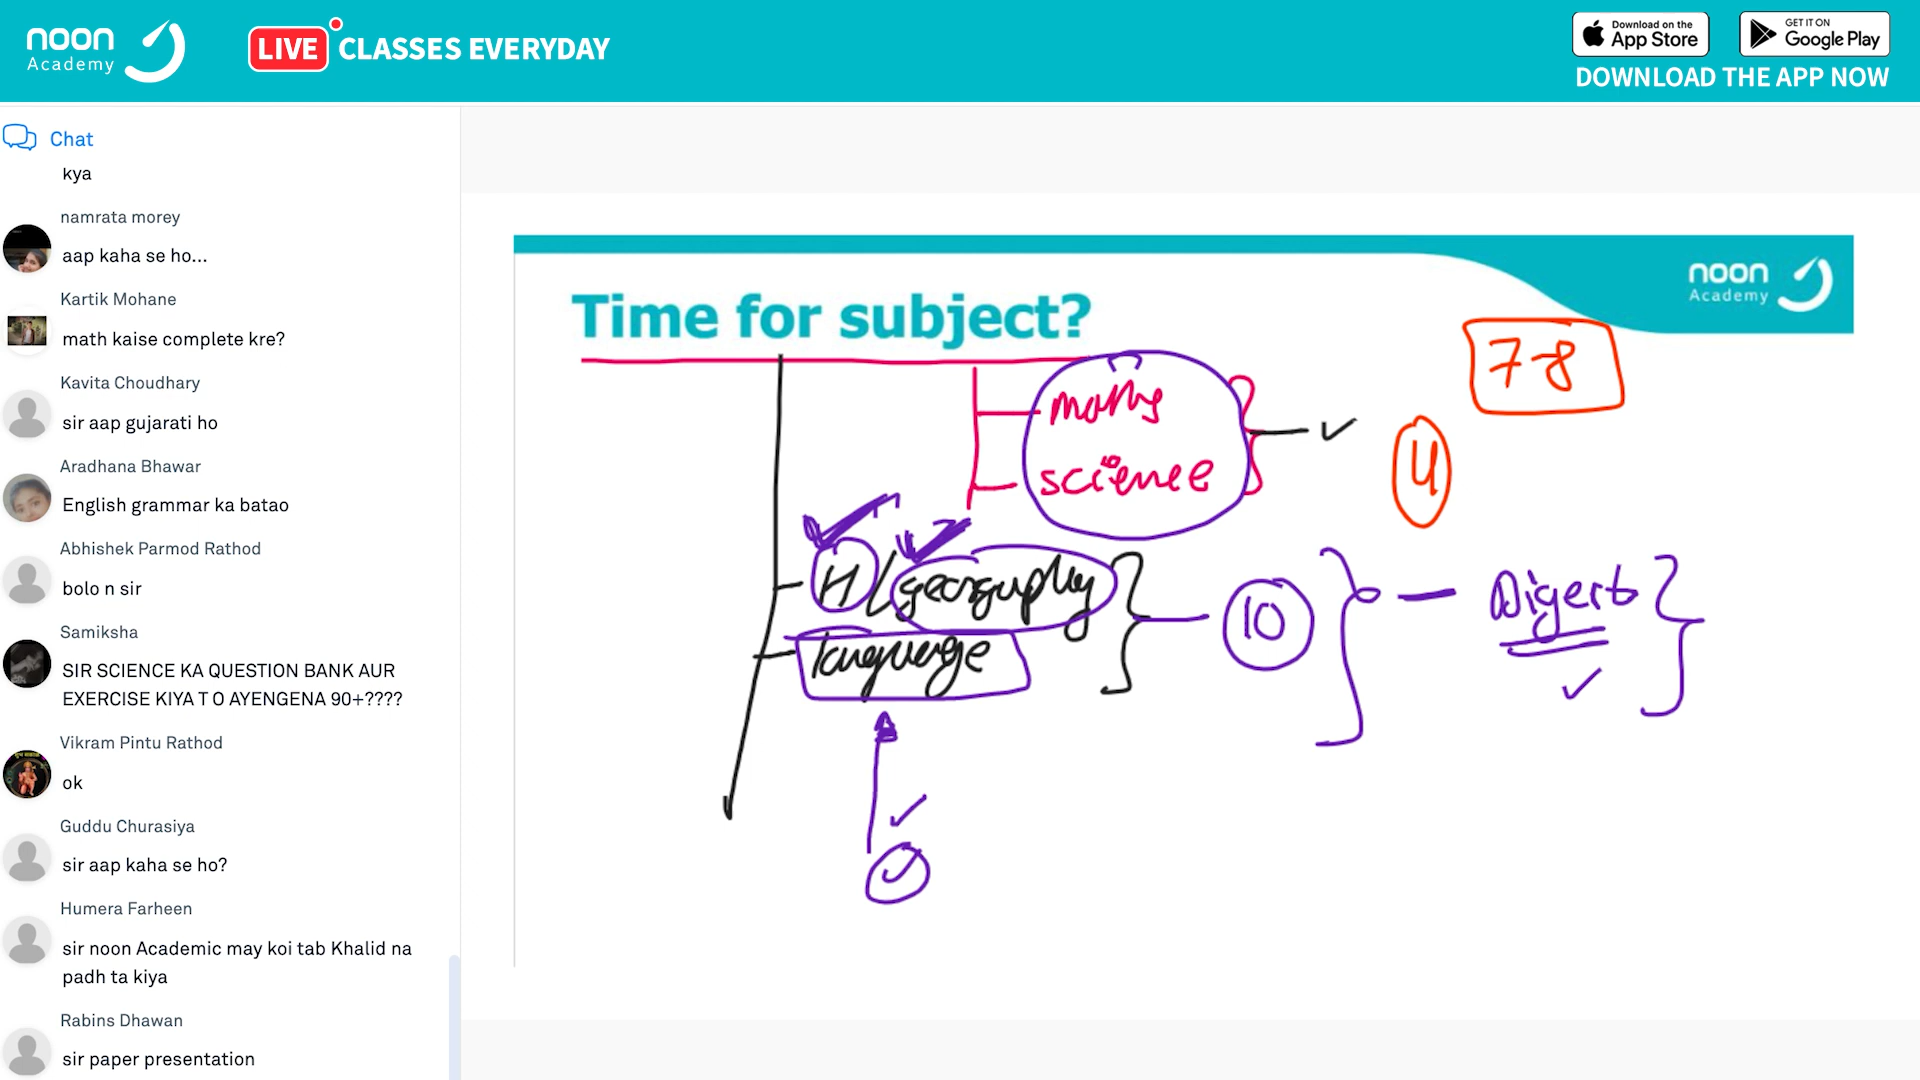 noon
Academy
LIVE CLASSES EVERYDAY
Download on the
App Store
GET IT ON
Google Play
DOWNLOAD THE APP NOW
Chat
kya
namrata morey
aap kaha se ho...
Kartik Mohane
math kaise complete kre?
Kavita Choudhary
sir aap gujarati ho
Aradhana Bhawar
English grammar ka batao
Abhishek Parmod Rathod
bolo n sir
Samiksha
SIR SCIENCE KA QUESTION BANK AUR
EXERCISE KIYA T O AYENGENA 90+????
Vikram Pintu Rathod
ok
Guddu Churasiya
sir aap kaha se ho?
Humera Farheen
sir noon Academic may koi tab Khalid na
padh ta kiya
Rabins Dhawan
sir paper presentation
noon
Academy
Time for subject?
7-8
maths
4
science
H/geography
10
Digest
language